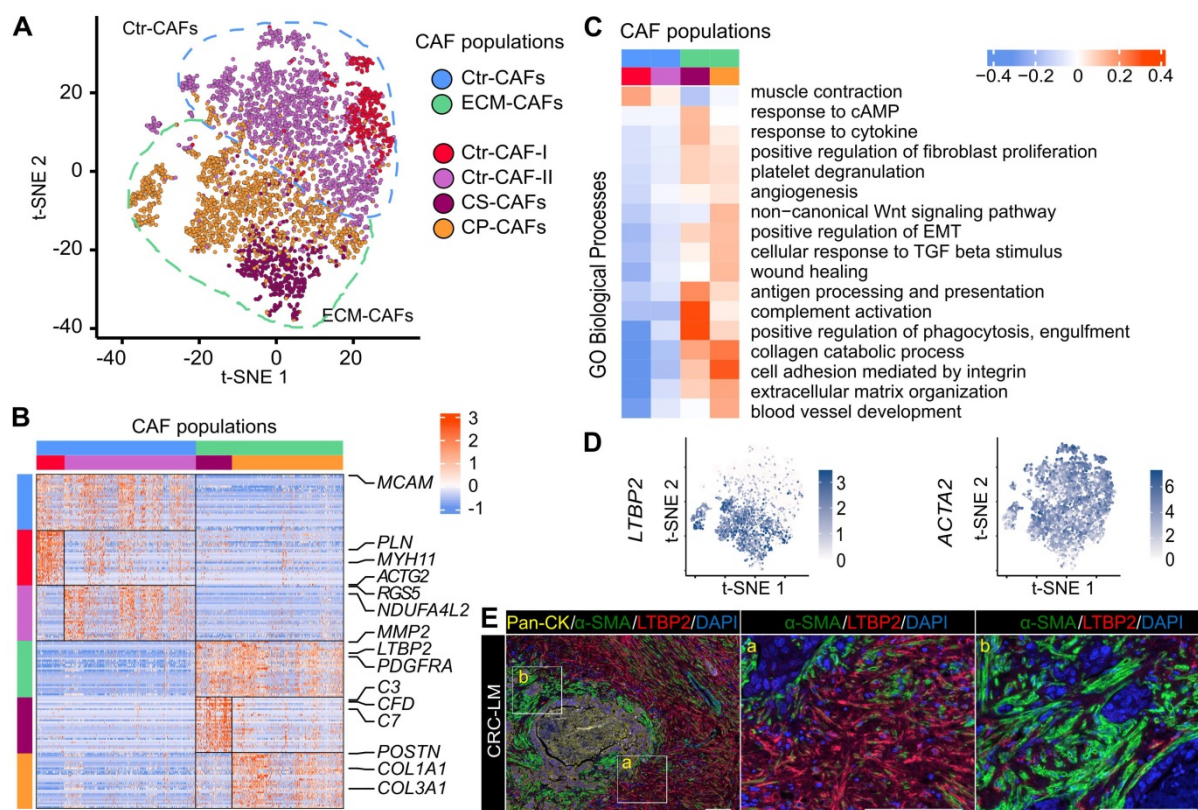 A
Ctr-CAFs
20
0
-20
-40
t-SNE 2
-40
-20
0
20
t-SNE 1
ECM-CAFs
CAF populations
Ctr-CAFs
ECM-CAFs
Ctr-CAF-I
Ctr-CAF-II
CS-CAFs
CP-CAFs
B
CAF populations
3
2
1
0
-1
MCAM
PLN
MYH11
ACTG2
RGS5
NDUFA4L2
MMP2
LTBP2
PDGFRA
C3
CFD
C7
POSTN
COL1A1
COL3A1
C
CAF populations
−0.4 −0.2 0 0.2 0.4
GO Biological Processes
muscle contraction
response to cAMP
response to cytokine
positive regulation of fibroblast proliferation
platelet degranulation
angiogenesis
non−canonical Wnt signaling pathway
positive regulation of EMT
cellular response to TGF beta stimulus
wound healing
antigen processing and presentation
complement activation
positive regulation of phagocytosis, engulfment
collagen catabolic process
cell adhesion mediated by integrin
extracellular matrix organization
blood vessel development
D
LTBP2
t-SNE 2
t-SNE 1
3
2
1
0
ACTA2
t-SNE 2
t-SNE 1
6
4
2
0
E
Pan-CK/α-SMA/LTBP2/DAPI
α-SMA/LTBP2/DAPI
α-SMA/LTBP2/DAPI
CRC-LM
b
a
a
b